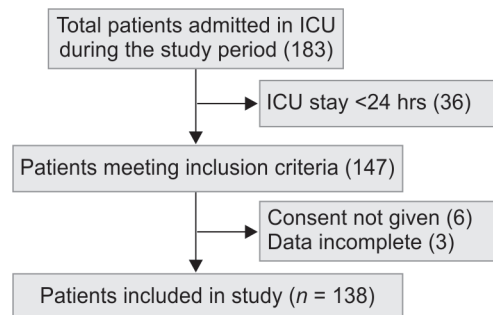 Total patients admitted in ICU
during the study period (183)
ICU stay <24 hrs (36)
Patients meeting inclusion criteria (147)
Consent not given (6)
Data incomplete (3)
Patients included in study (n = 138)